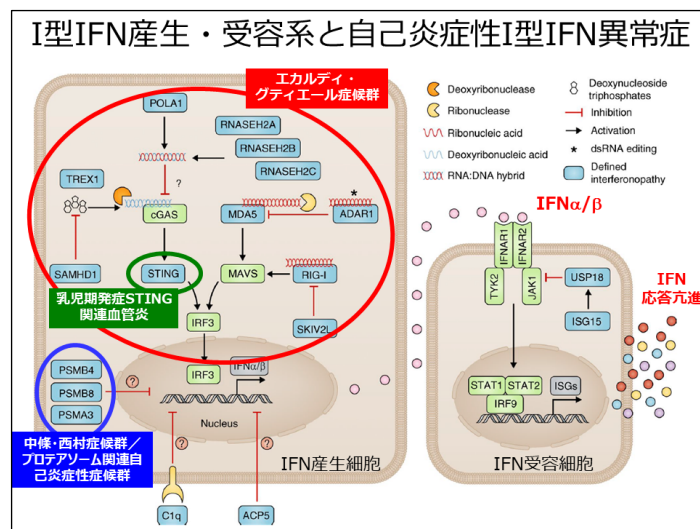 I型IFN産生・受容系と自己炎症性I型IFN異常症
エカルディ・
グティエール症候群
POLA1
RNASEH2A
RNASEH2B
RNASEH2C
?
TREX1
cGAS
MDA5
*
ADAR1
SAMHD1
STING
MAVS
RIG-I
乳児期発症STING
関連血管炎
SKIV2L
IRF3
PSMB4
PSMB8
PSMA3
?
IRF3
IFNα/β
Nucleus
中條・西村症候群／
プロテアソーム関連自
己炎症性症候群
?
?
C1q
ACP5
IFN産生細胞
Deoxyribonuclease
Ribonuclease
Ribonucleic acid
Deoxyribonucleic acid
RNA:DNA hybrid
Deoxynucleoside
triphosphates
Inhibition
Activation
* dsRNA editing
Defined
interferonopathy
IFNα/β
IFNAR1
IFNAR2
TYK2
JAK1
USP18
ISG15
IFN
応答亢進
STAT1
STAT2
IRF9
ISGs
IFN受容細胞